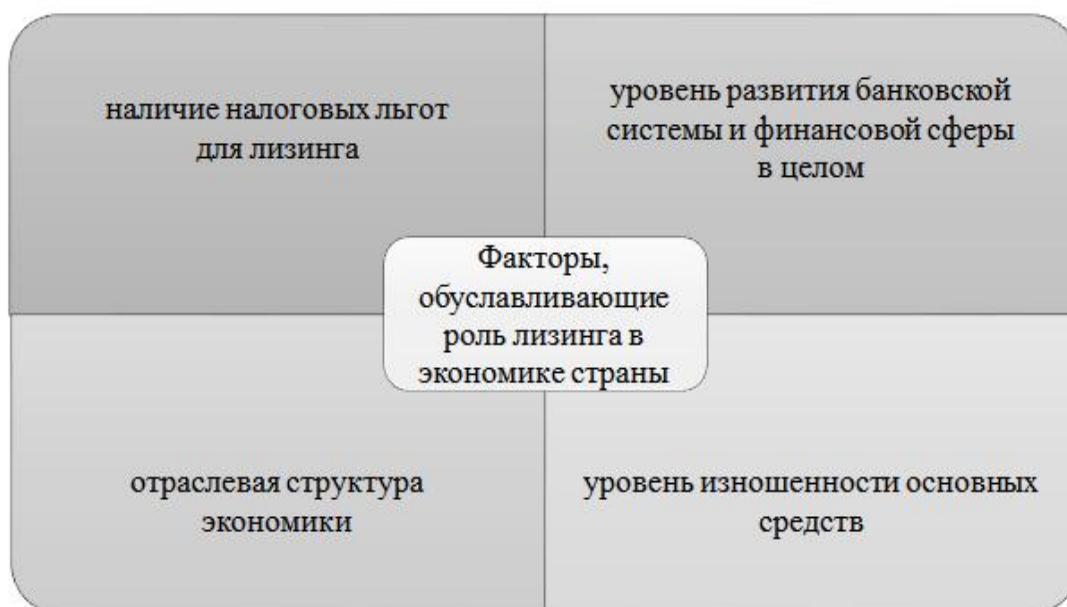 наличие налоговых льгот
для лизинга
уровень развития банковской
системы и финансовой сферы
в целом
Факторы,
обуславливающие
роль лизинга в
экономике страны
отраслевая структура
экономики
уровень изношенности основных
средств